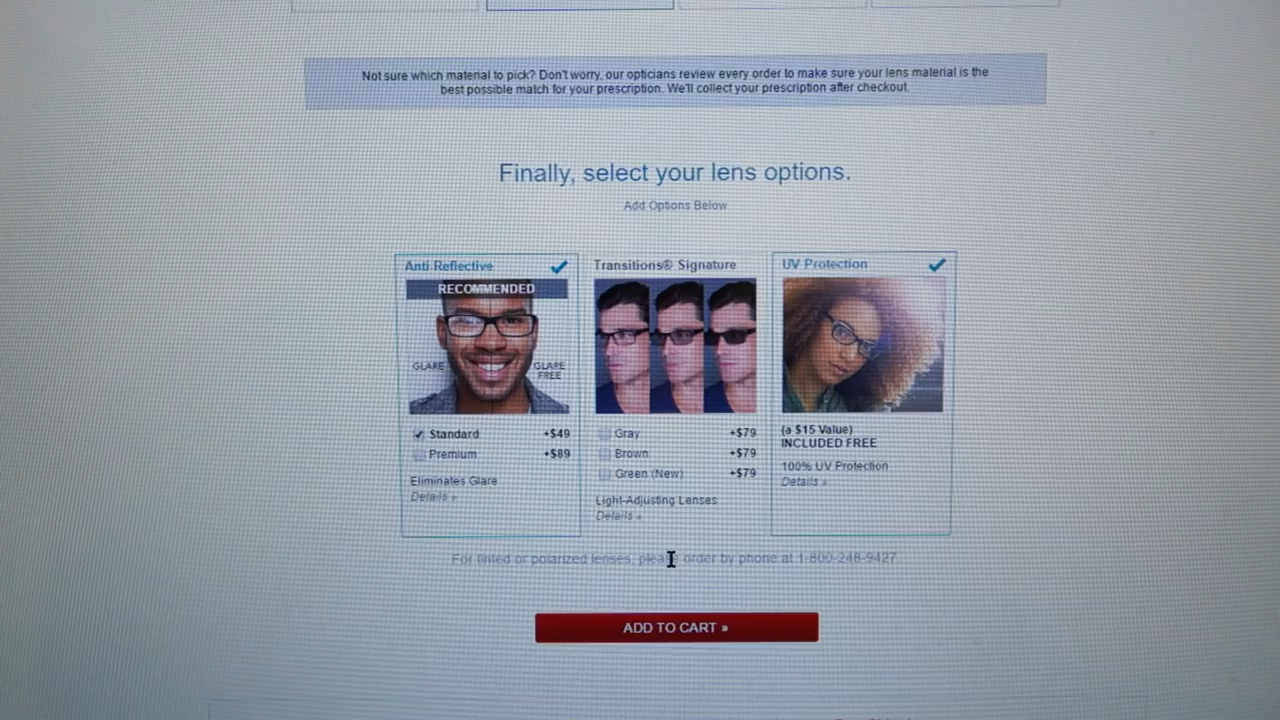 Not sure which material to pick? Don't worry, our opticians review every order to make sure your lens material is the
best possible match for your prescription. We'll collect your prescription after checkout.
Finally, select your lens options.
Add Options Below
Anti Reflective
RECOMMENDED
GLARE
GLARE
FREE
Standard +$49
Premium +$89
Eliminates Glare
Details »
Transitions® Signature
Gray +$79
Brown +$79
Green (New) +$79
Light-Adjusting Lenses
Details »
UV Protection
(a $15 Value)
INCLUDED FREE
100% UV Protection
Details »
For tinted or polarized lenses, please order by phone at 1-800-248-9427
ADD TO CART »